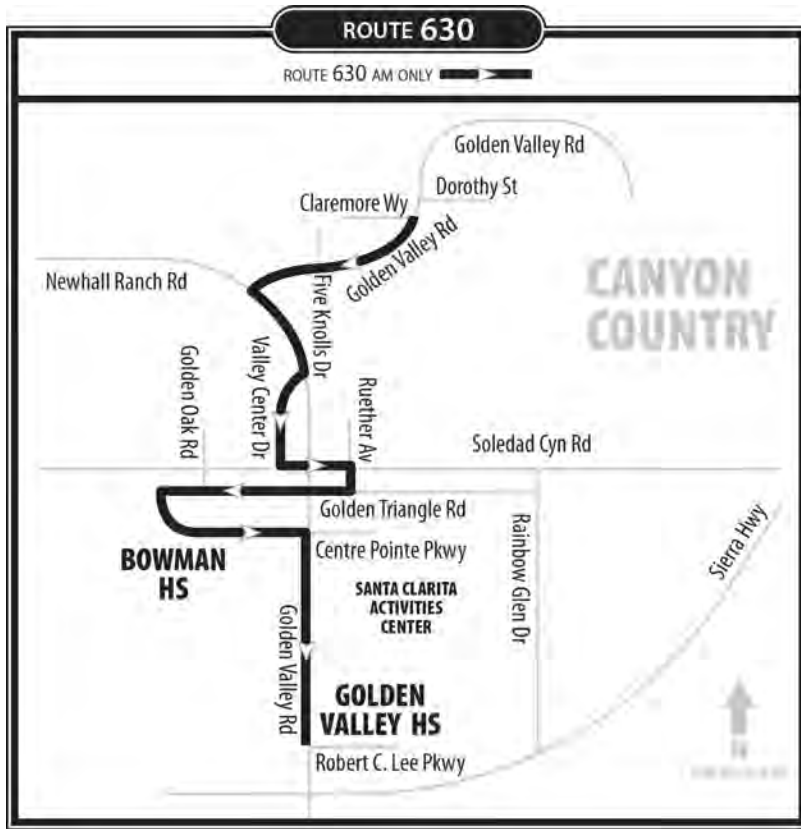 ROUTE 630
ROUTE 630 AM ONLY
Golden Valley Rd
Dorothy St
Claremore Wy
Golden Valley Rd
Newhall Ranch Rd
Five Knolls Dr
CANYON
COUNTRY
Golden Oak Rd
Valley Center Dr
Ruether Av
Soledad Cyn Rd
Golden Triangle Rd
Rainbow Glen Dr
Sierra Hwy
BOWMAN
HS
Centre Pointe Pkwy
SANTA CLARITA
ACTIVITIES
CENTER
Golden Valley Rd
GOLDEN
VALLEY HS
Robert C. Lee Pkwy
N